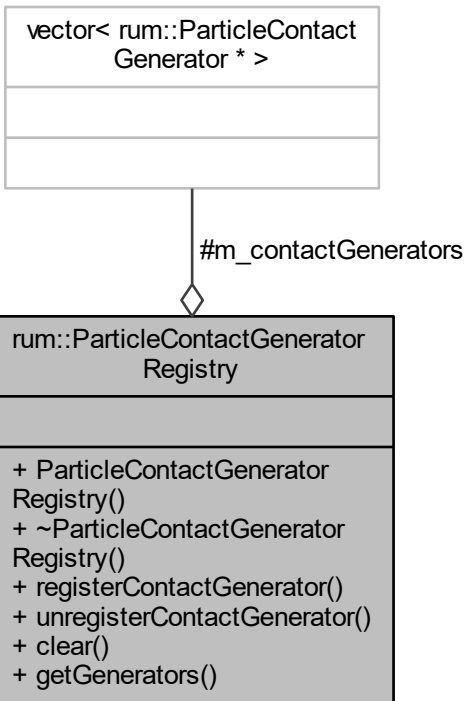 vector< rum::ParticleContact
Generator * >
#m_contactGenerators
rum::ParticleContactGenerator
Registry
+ ParticleContactGenerator
Registry()
+ ~ParticleContactGenerator
Registry()
+ registerContactGenerator()
+ unregisterContactGenerator()
+ clear()
+ getGenerators()